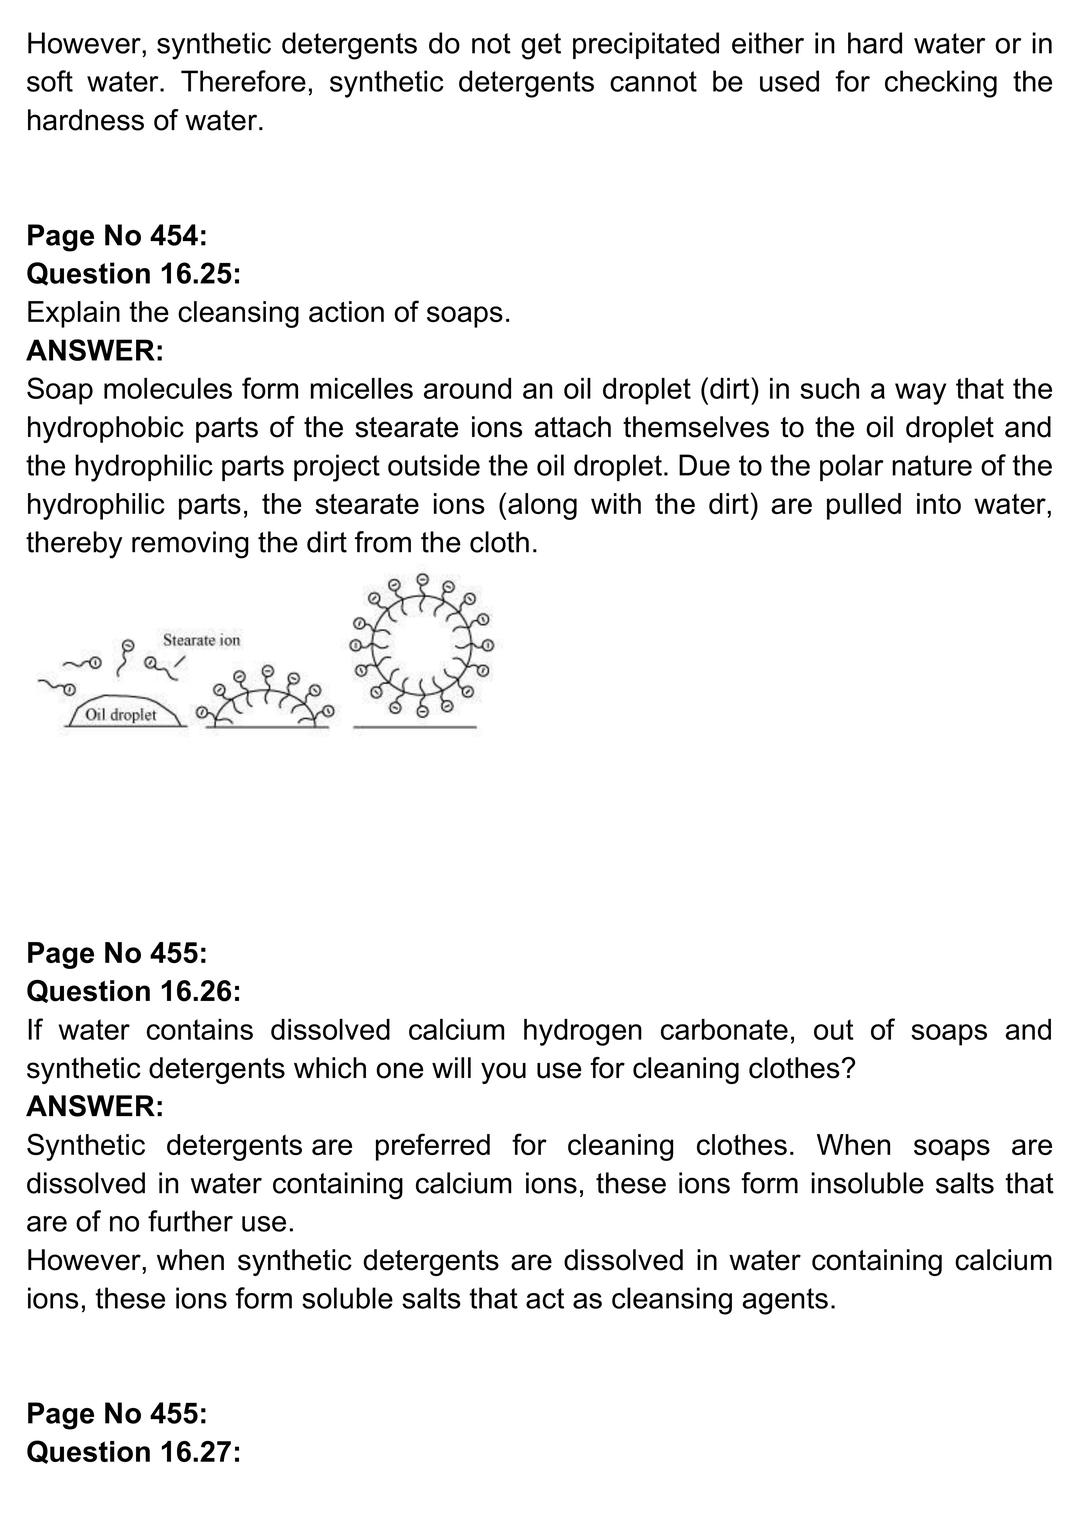 However, synthetic detergents do not get precipitated either in hard water or in
soft water. Therefore, synthetic detergents cannot be used for checking the
hardness of water.
Page No 454:
Question 16.25:
Explain the cleansing action of soaps.
ANSWER:
Soap molecules form micelles around an oil droplet (dirt) in such a way that the
hydrophobic parts of the stearate ions attach themselves to the oil droplet and
the hydrophilic parts project outside the oil droplet. Due to the polar nature of the
hydrophilic parts, the stearate ions (along with the dirt) are pulled into water,
thereby removing the dirt from the cloth.
Stearate ion
Oil droplet
Page No 455:
Question 16.26:
If water contains dissolved calcium hydrogen carbonate, out of soaps and
synthetic detergents which one will you use for cleaning clothes?
ANSWER:
Synthetic detergents are preferred for cleaning clothes. When soaps are
dissolved in water containing calcium ions, these ions form insoluble salts that
are of no further use.
However, when synthetic detergents are dissolved in water containing calcium
ions, these ions form soluble salts that act as cleansing agents.
Page No 455:
Question 16.27: